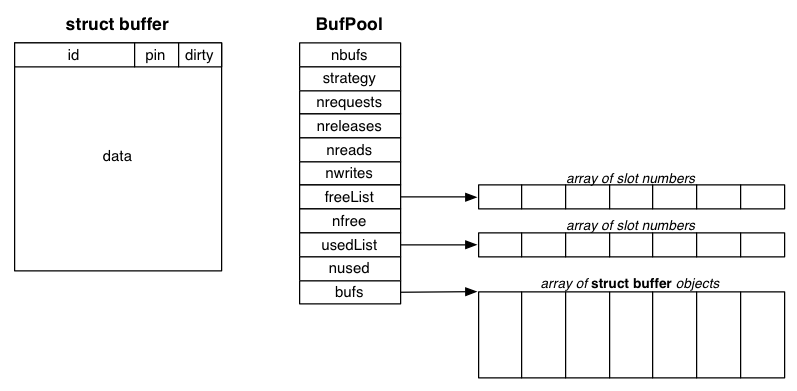 struct buffer
id pin dirty
data
BufPool
nbufs
strategy
nrequests
nreleases
nreads
nwrites
freeList
nfree
usedList
nused
bufs
array of slot numbers
array of slot numbers
array of struct buffer objects